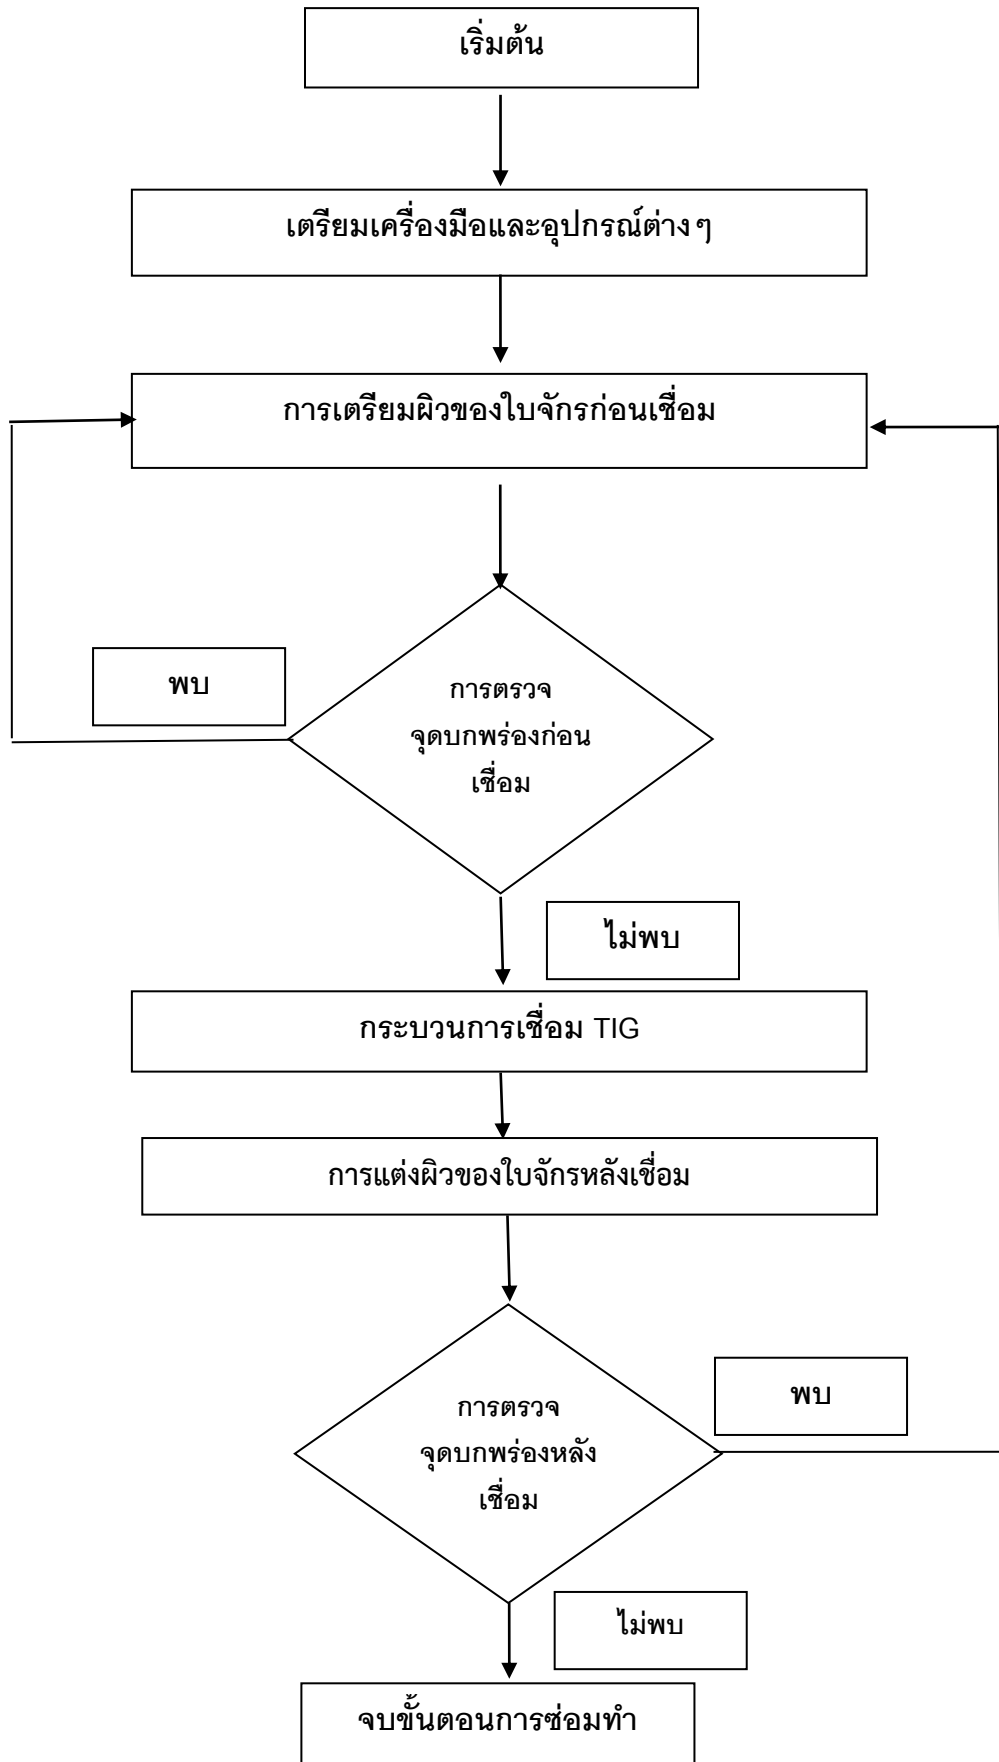 เริ่มต้น
เตรียมเครื่องมือและอุปกรณ์ต่าง ๆ
การเตรียมผิวของใบจักรก่อนเชื่อม
พบ
การตรวจ
จุดบกพร่องก่อน
เชื่อม
ไม่พบ
กระบวนการเชื่อม TIG
การแต่งผิวของใบจักรหลังเชื่อม
พบ
การตรวจ
จุดบกพร่องหลัง
เชื่อม
ไม่พบ
จบขั้นตอนการซ่อมทำ